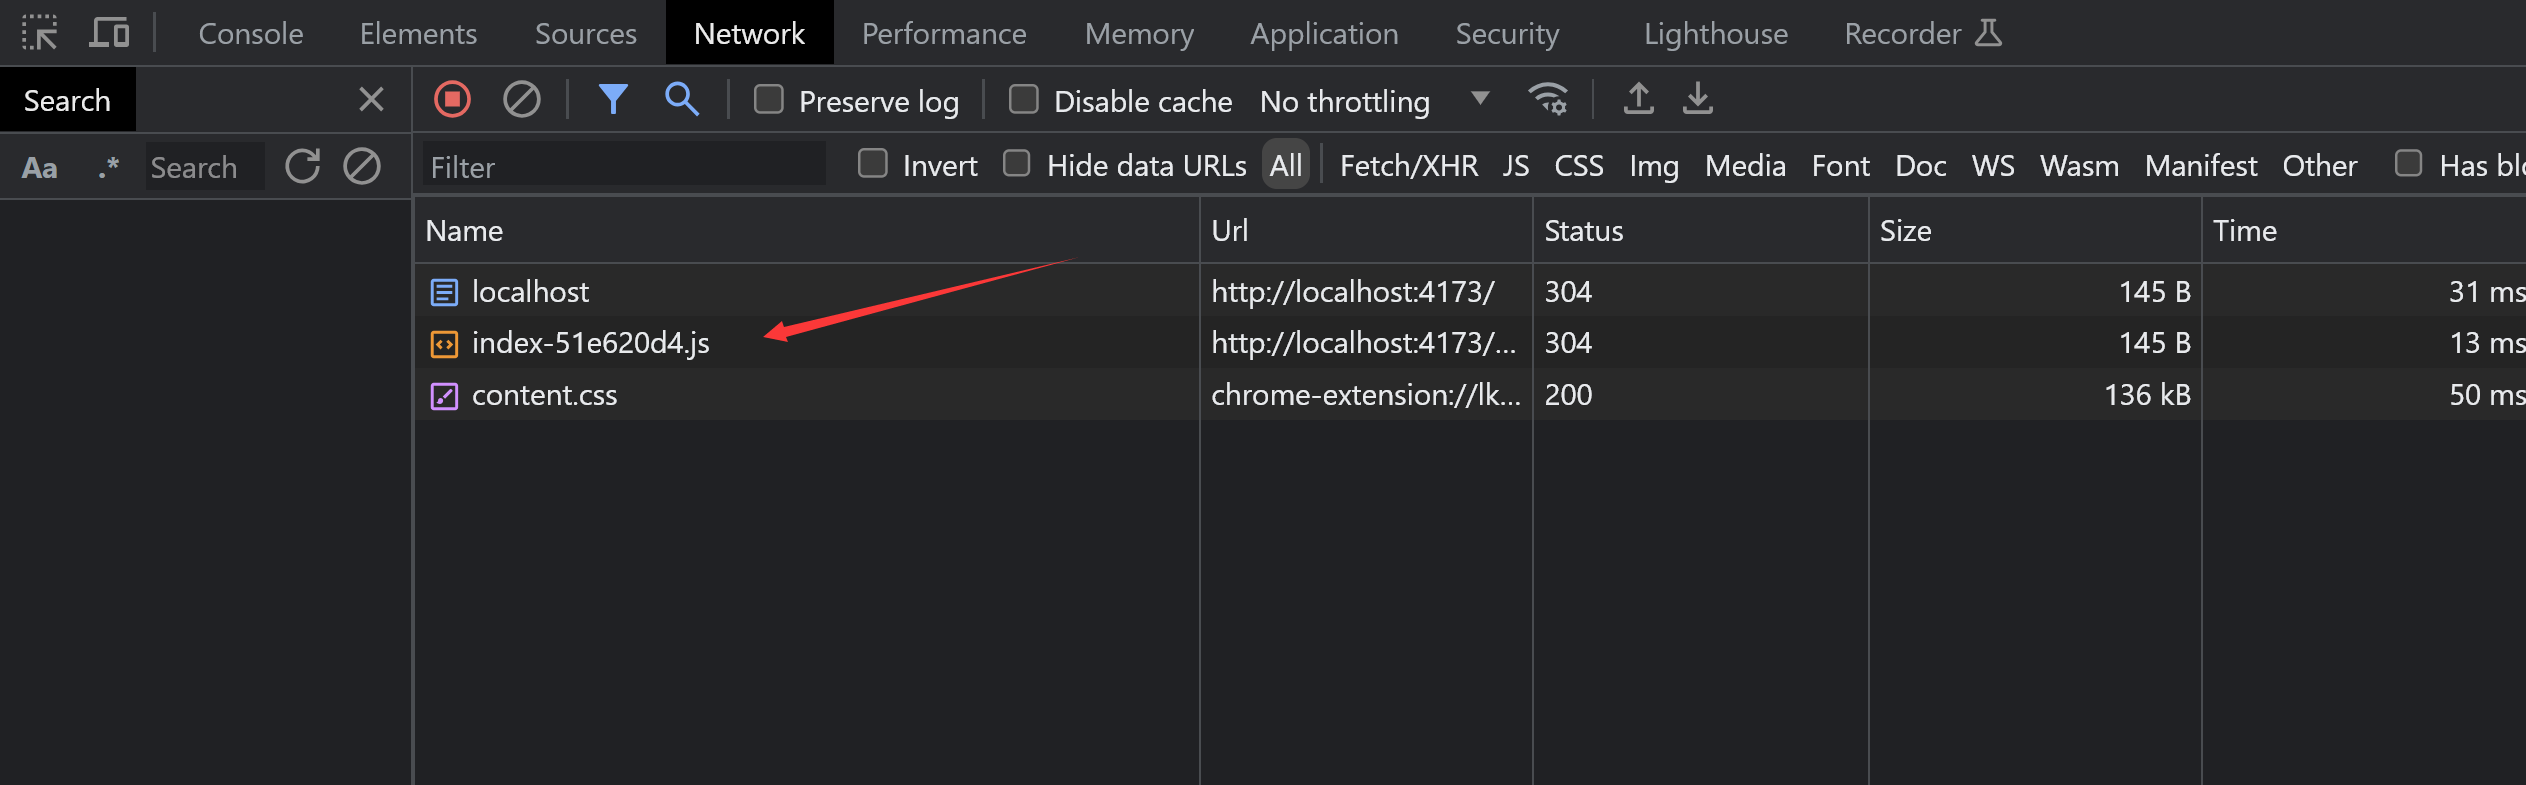 Console Elements Sources Network Performance Memory Application Security Lighthouse Recorder
Search
Preserve log Disable cache No throttling
Aa .* Search
Filter Invert Hide data URLs All Fetch/XHR JS CSS Img Media Font Doc WS Wasm Manifest Other Has blo
Name Url Status Size Time
localhost http://localhost:4173/ 304 145 B 31 ms
index-51e620d4.js http://localhost:4173/... 304 145 B 13 ms
content.css chrome-extension://lk... 200 136 kB 50 ms